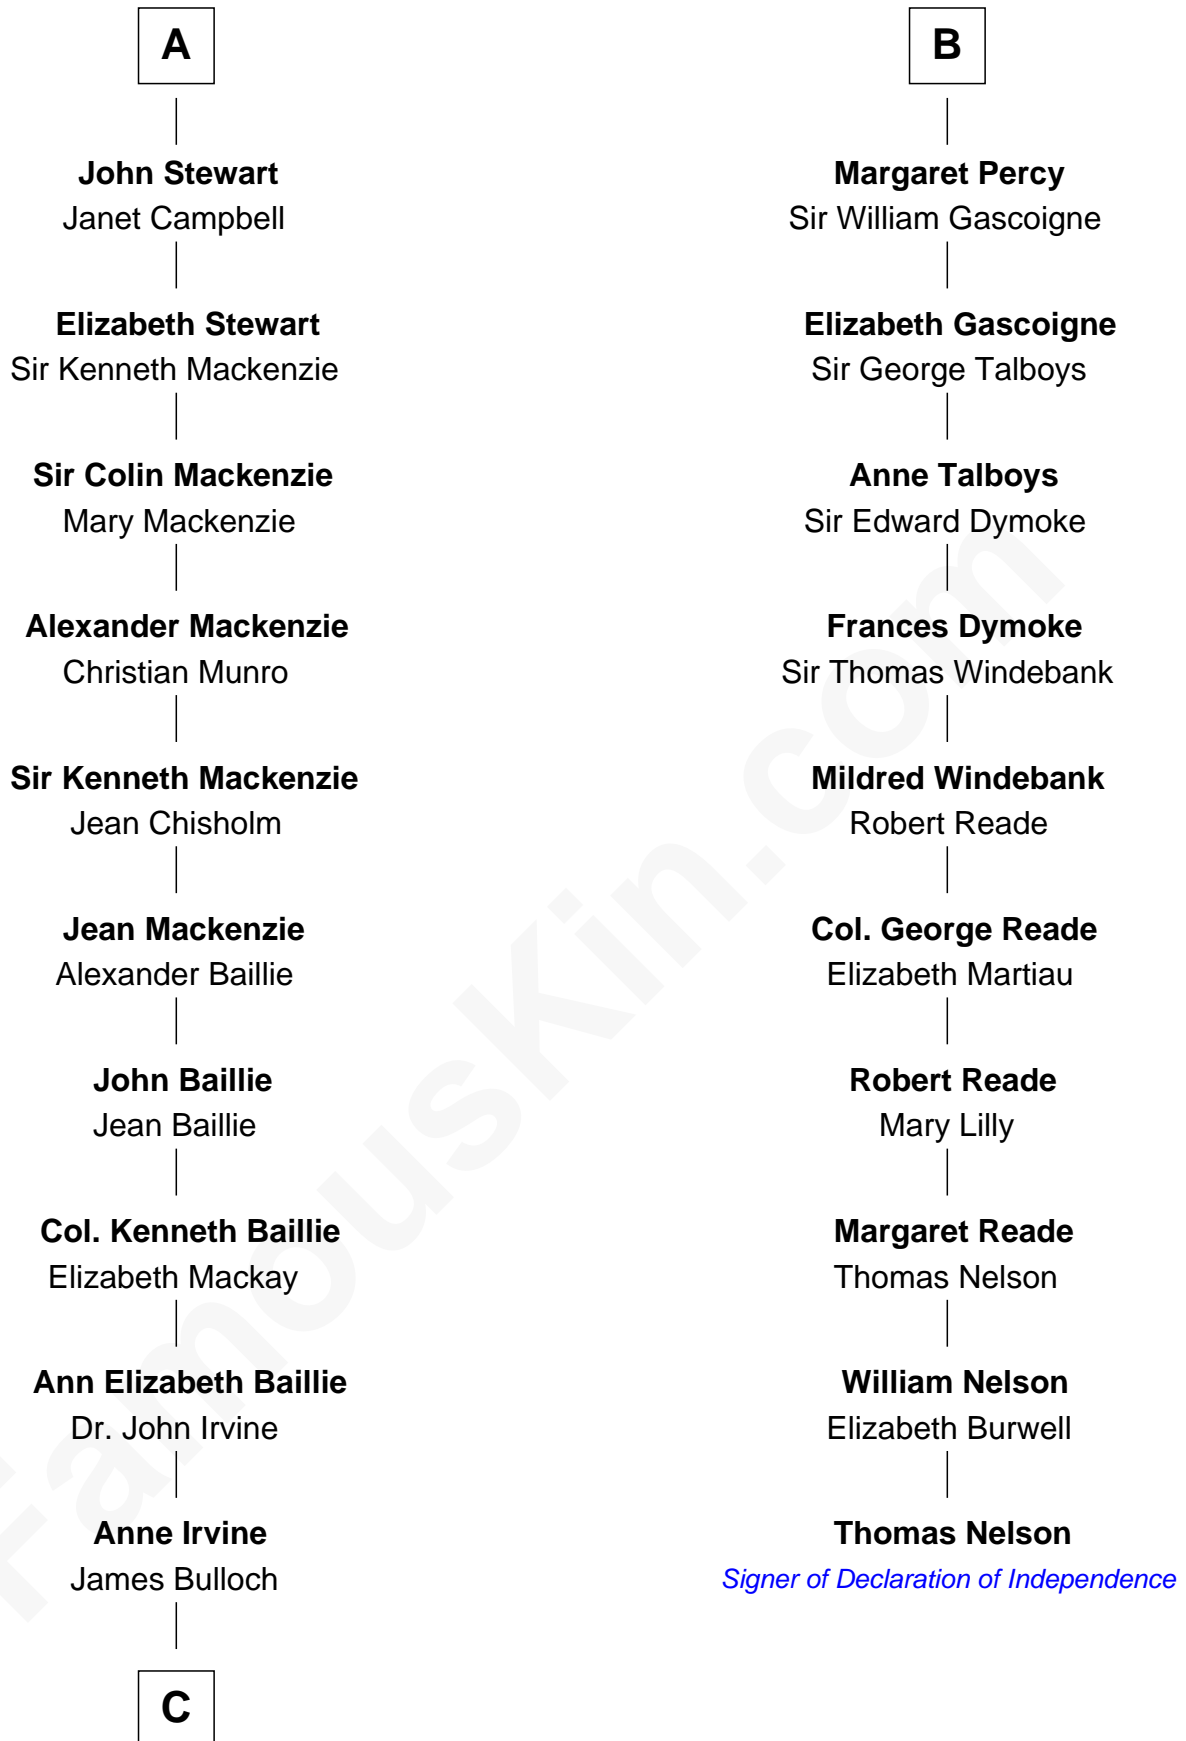 A
John Stewart
Janet Campbell
Elizabeth Stewart
Sir Kenneth Mackenzie
Sir Colin Mackenzie
Mary Mackenzie
Alexander Mackenzie
Christian Munro
Sir Kenneth Mackenzie
Jean Chisholm
Jean Mackenzie
Alexander Baillie
John Baillie
Jean Baillie
Col. Kenneth Baillie
Elizabeth Mackay
Ann Elizabeth Baillie
Dr. John Irvine
Anne Irvine
James Bulloch
C
B
Margaret Percy
Sir William Gascoigne
Elizabeth Gascoigne
Sir George Talboys
Anne Talboys
Sir Edward Dymoke
Frances Dymoke
Sir Thomas Windebank
Mildred Windebank
Robert Reade
Col. George Reade
Elizabeth Martiau
Robert Reade
Mary Lilly
Margaret Reade
Thomas Nelson
William Nelson
Elizabeth Burwell
Thomas Nelson
Signer of Declaration of Independence
FamousKin.com